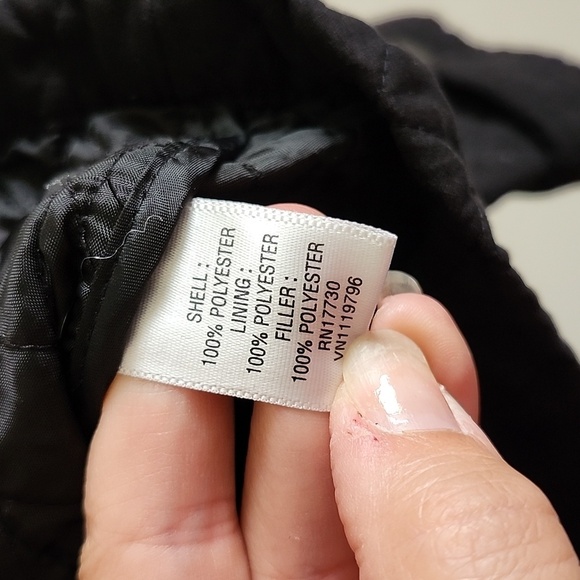 SHELL :
100% POLYESTER
LINING :
100% POLYESTER
FILLER :
100% POLYESTER
RN17730
VN1119796